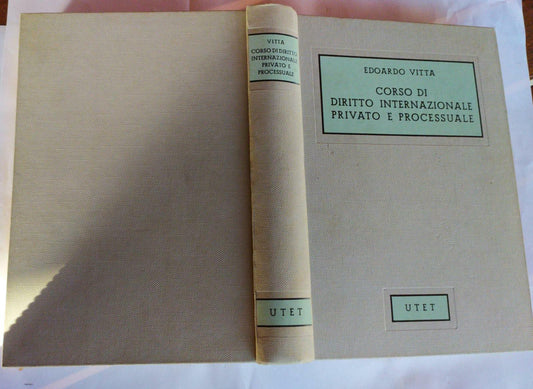 VITTA
CORSO DI DIRITTO
INTERNAZIONALE
PRIVATO E
PROCESSUALE
UTET
EDOARDO VITTA
CORSO DI
DIRITTO INTERNAZIONALE
PRIVATO E PROCESSUALE
UTET